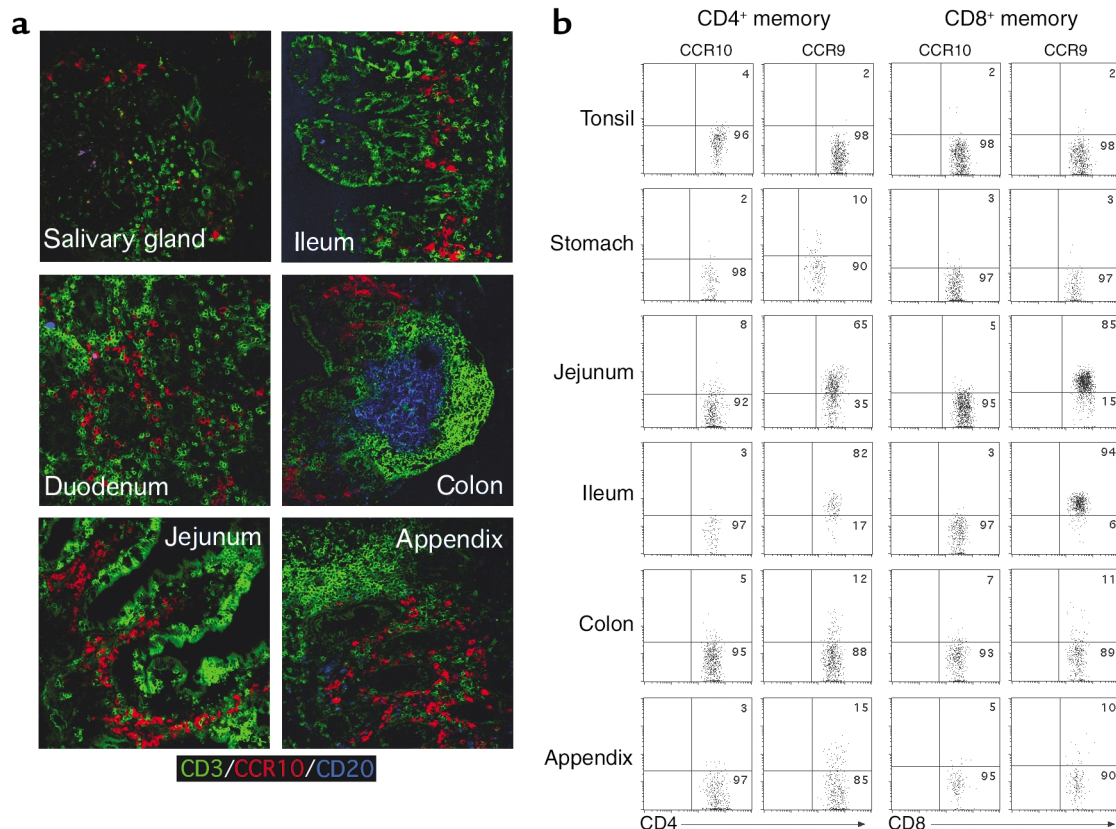 a
Salivary gland
Ileum
Duodenum
Colon
Jejunum
Appendix
CD3/CCR10/CD20
b
CD4⁺ memory
CD8⁺ memory
CCR10
CCR9
CCR10
CCR9
Tonsil
4
96
2
98
2
98
2
98
Stomach
2
98
10
90
3
97
3
97
Jejunum
8
92
65
35
5
95
85
15
Ileum
3
97
82
17
3
97
94
6
Colon
5
95
12
88
7
93
11
89
Appendix
3
97
15
85
5
95
10
90
CD4
CD8